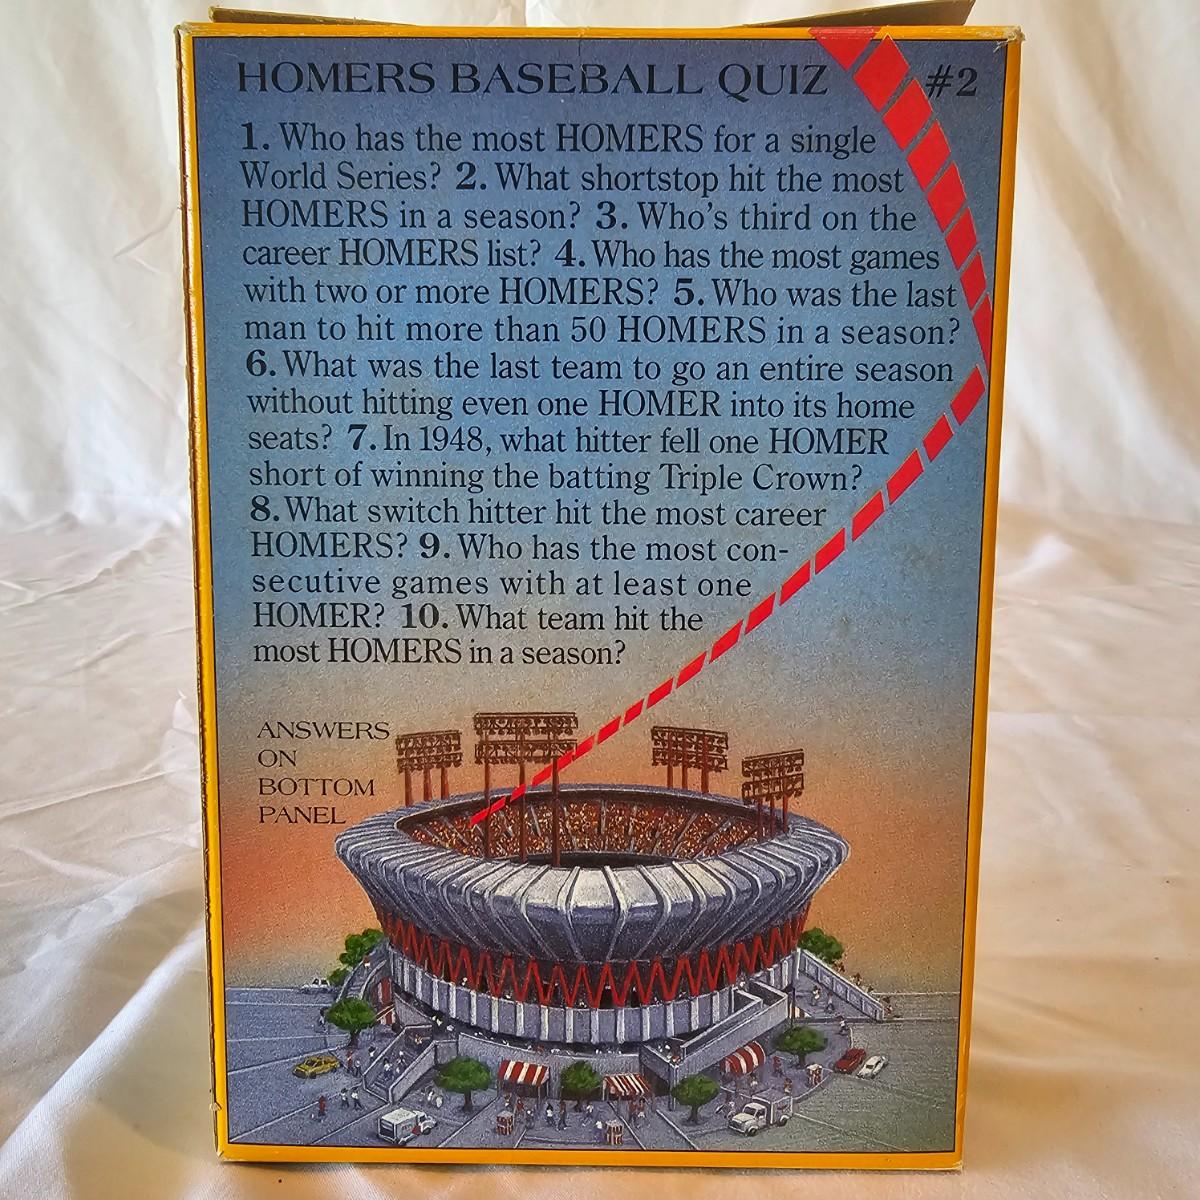 HOMERS BASEBALL QUIZ #2
1. Who has the most HOMERS for a single
World Series? 2. What shortstop hit the most
HOMERS in a season? 3. Who's third on the
career HOMERS list? 4. Who has the most games
with two or more HOMERS? 5. Who was the last
man to hit more than 50 HOMERS in a season?
6. What was the last team to go an entire season
without hitting even one HOMER into its home
seats? 7. In 1948, what hitter fell one HOMER
short of winning the batting Triple Crown?
8. What switch hitter hit the most career
HOMERS? 9. Who has the most con-
secutive games with at least one
HOMER? 10. What team hit the
most HOMERS in a season?
ANSWERS
ON
BOTTOM
PANEL